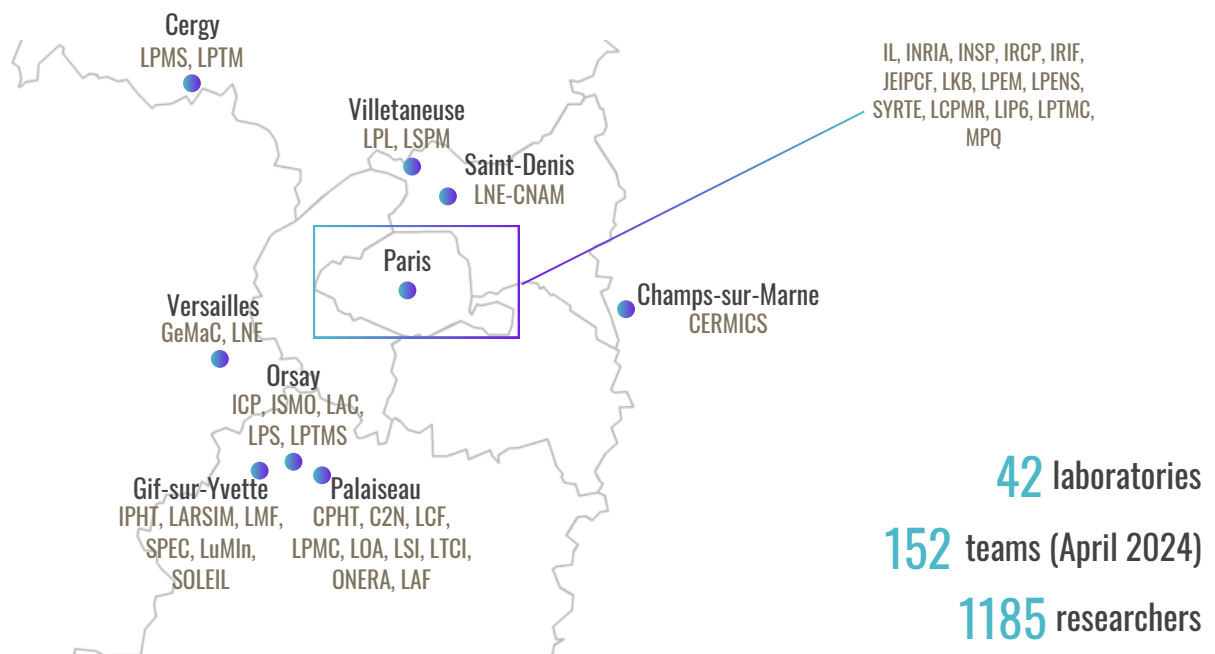 Cergy
LPMS, LPTM
IL, INRIA, INSP, IRCP, IRIF,
JEIPCF, LKB, LPEM, LPENS,
SYRTE, LCPMR, LIP6, LPTMC,
MPQ
Villetaneuse
LPL, LSPM
Saint-Denis
LNE-CNAM
Paris
Versailles
GeMaC, LNE
Champs-sur-Marne
CERMICS
Orsay
ICP, ISMO, LAC,
LPS, LPTMS
Gif-sur-Yvette
IPHT, LARSIM, LMF,
SPEC, LuMIn,
SOLEIL
Palaiseau
CPHT, C2N, LCF,
LPMC, LOA, LSI, LTCI,
ONERA, LAF
42 laboratories
152 teams (April 2024)
1185 researchers